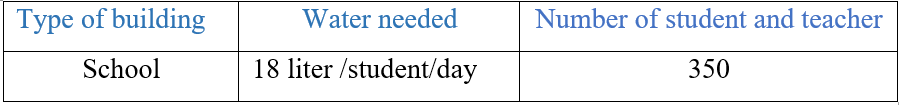 Type of building Water needed Number of student and teacher
School 18 liter /student/day 350